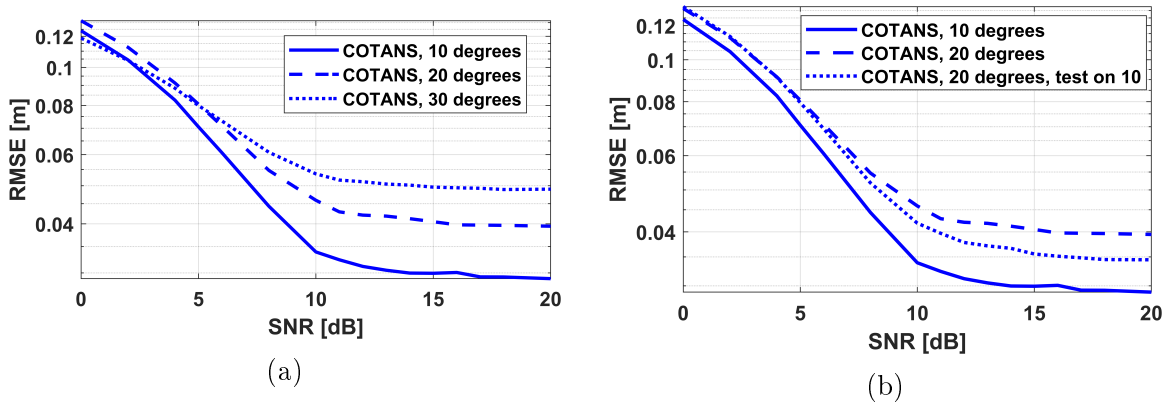 0.12
0.1
0.08
0.06
0.04
RMSE [m]
0 5 10 15 20
SNR [dB]
COTANS, 10 degrees
COTANS, 20 degrees
COTANS, 30 degrees
(a)
0.12
0.1
0.08
0.06
0.04
RMSE [m]
0 5 10 15 20
SNR [dB]
COTANS, 10 degrees
COTANS, 20 degrees
COTANS, 20 degrees, test on 10
(b)